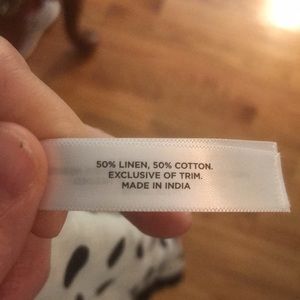 50% LINEN, 50% COTTON.
EXCLUSIVE OF TRIM.
MADE IN INDIA